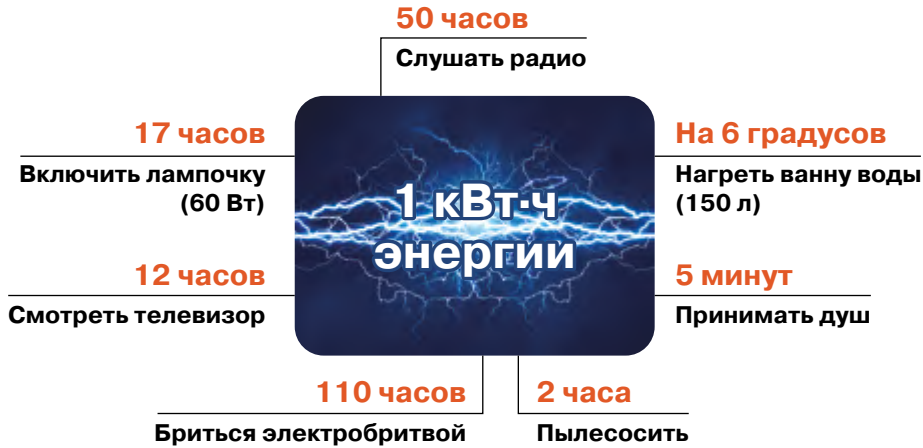 50 часов
Слушать радио
17 часов
Включить лампочку
(60 Вт)
На 6 градусов
Нагреть ванну воды
(150 л)
1 кВт·ч
энергии
12 часов
Смотреть телевизор
5 минут
Принимать душ
110 часов
Бриться электробритвой
2 часа
Пылесосить